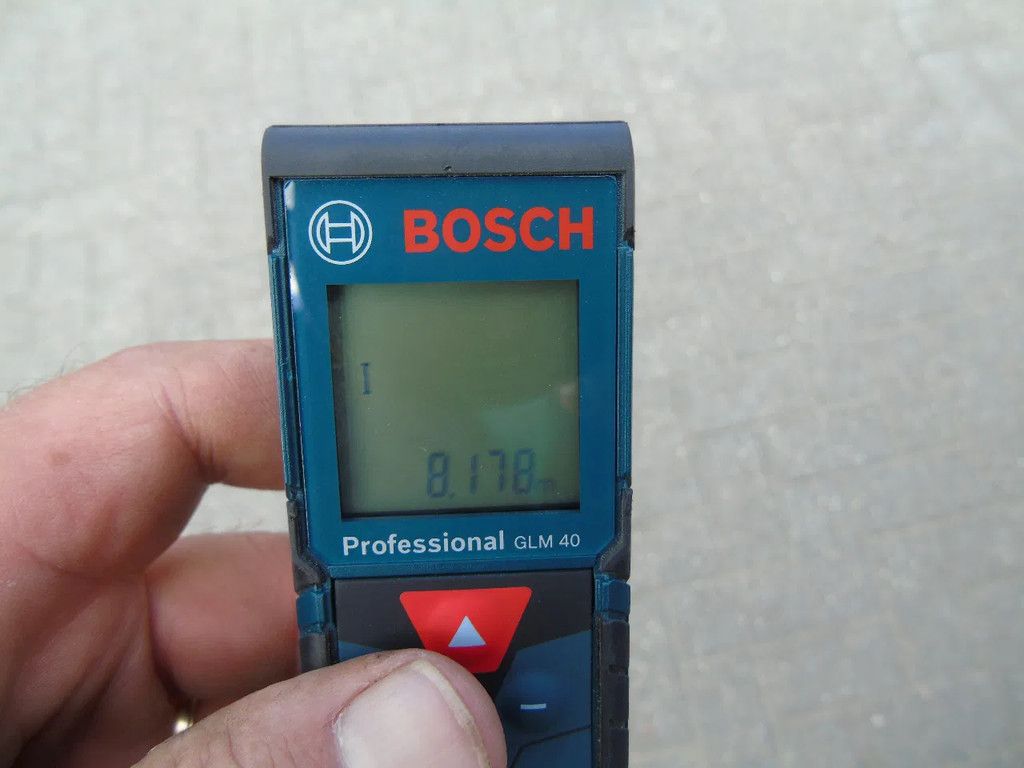 BOSCH
8.178m
Professional GLM 40